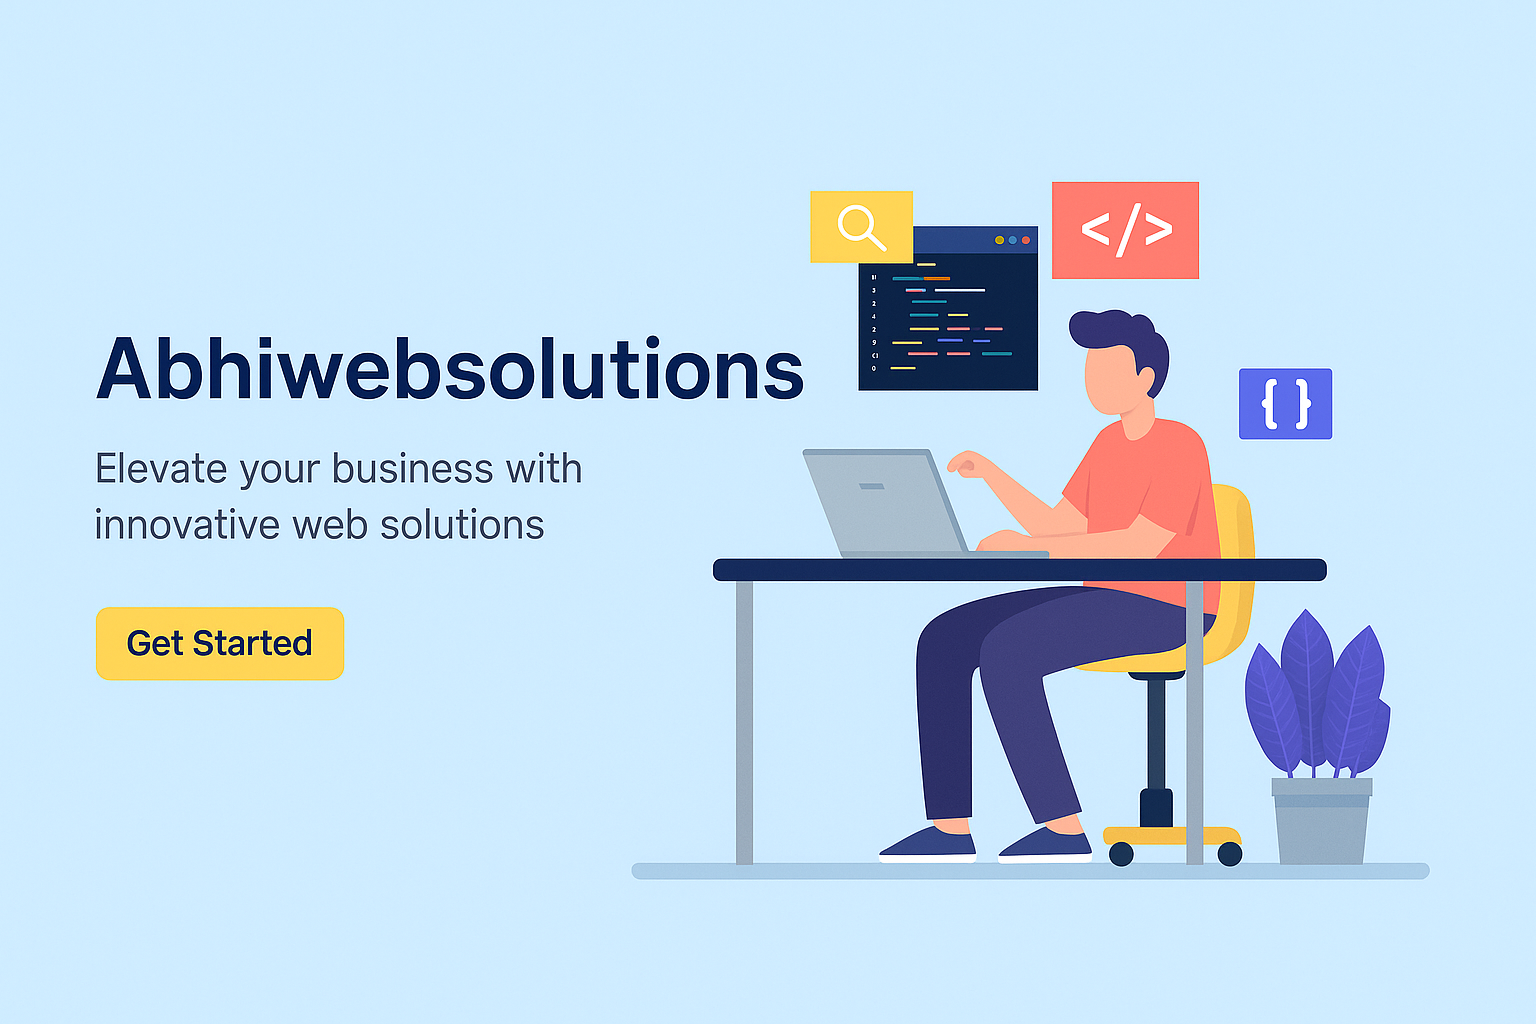 Abhiwebsolutions
Elevate your business with
innovative web solutions
Get Started
</>
{ }